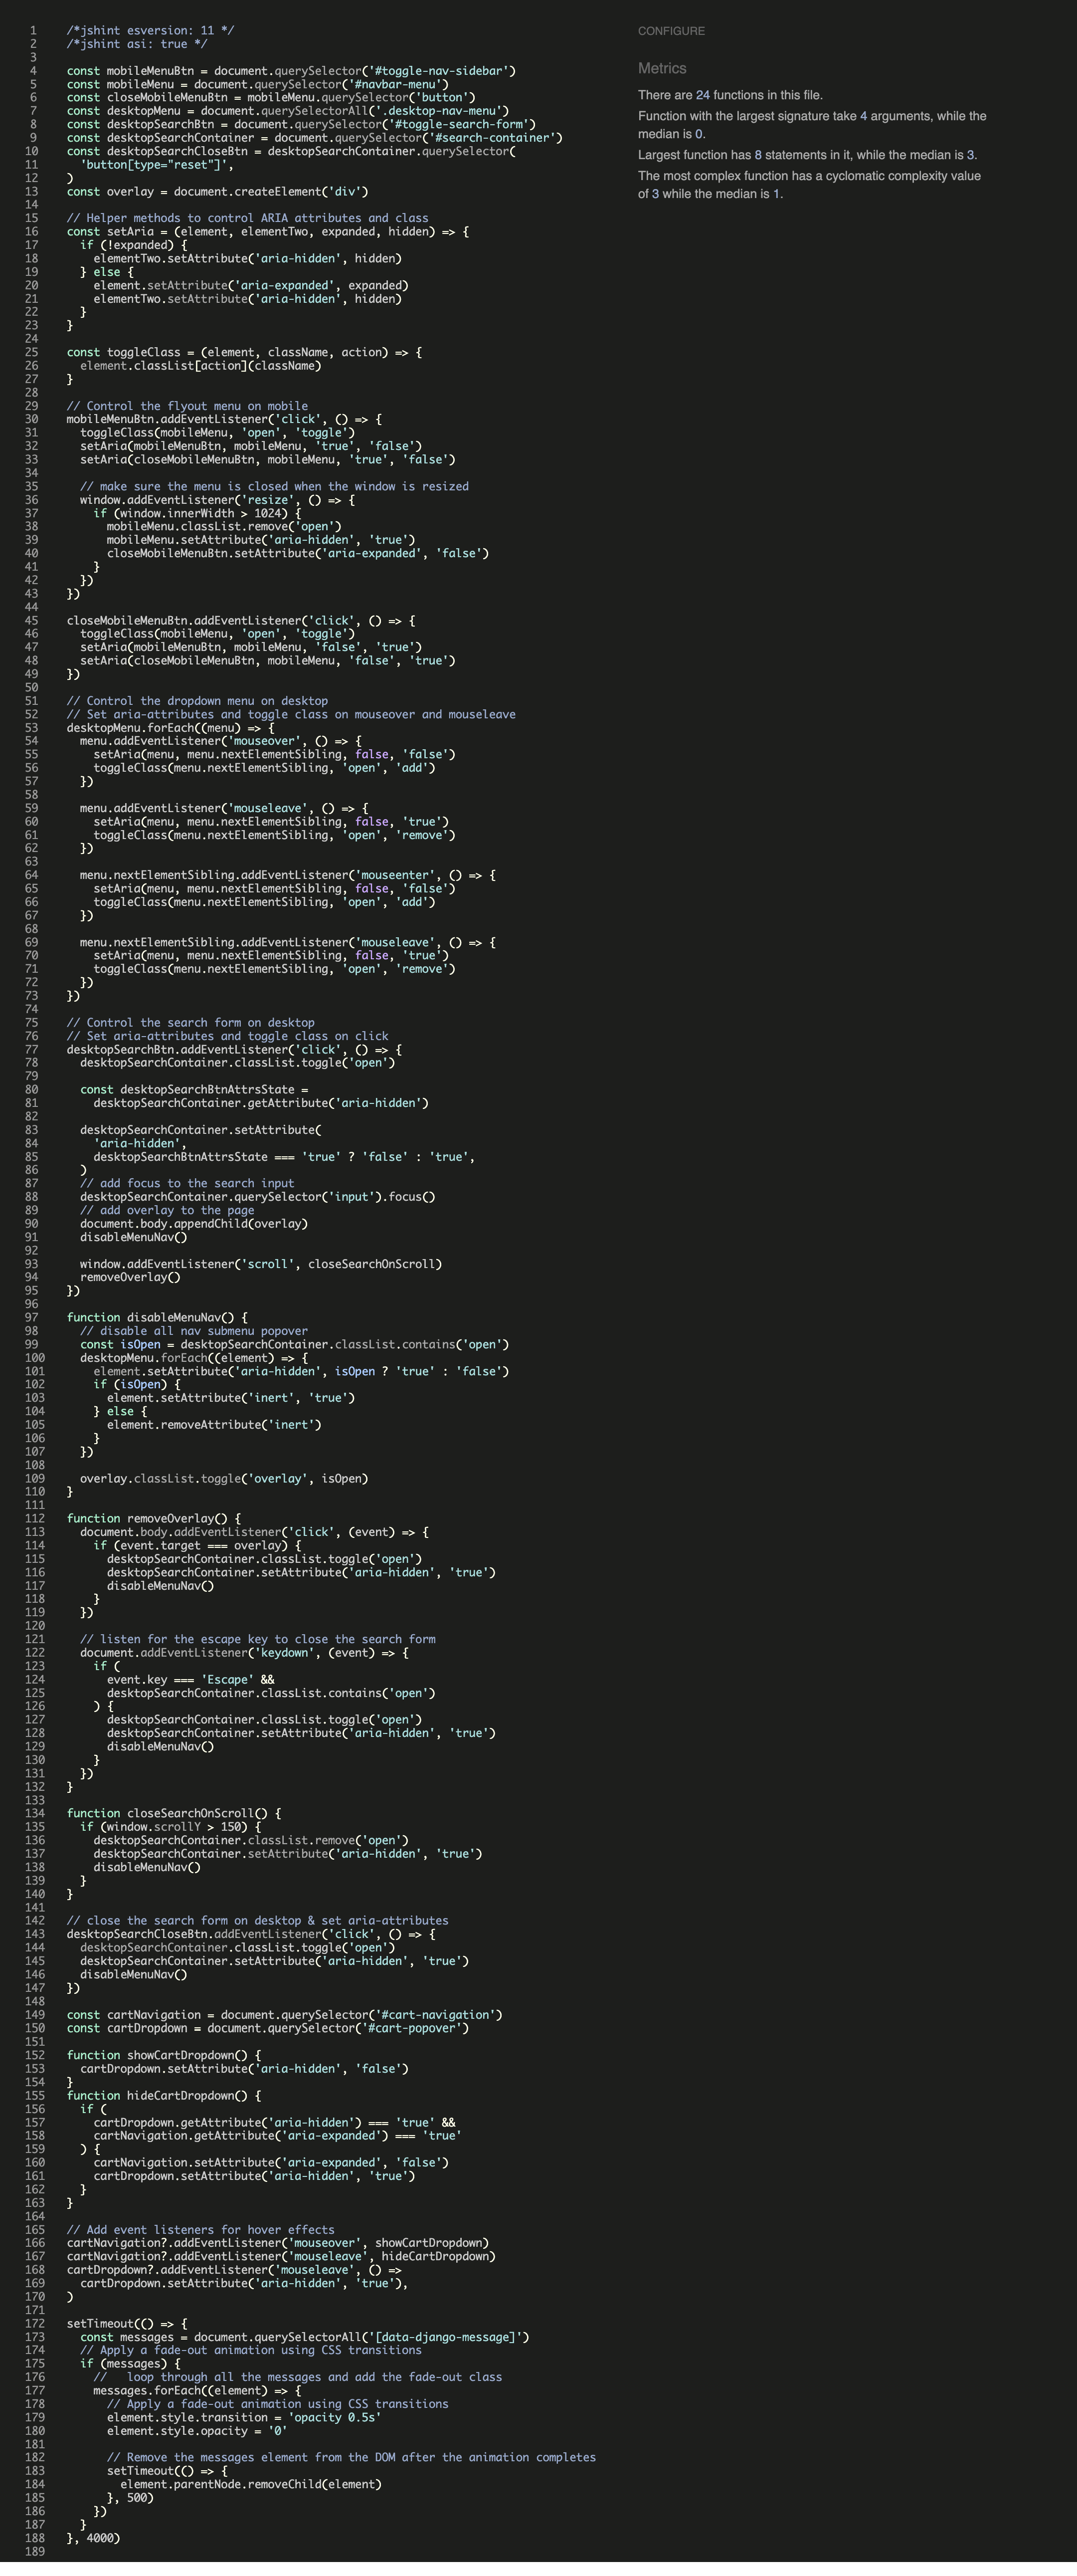 1 /*jshint esversion: 11 */
2 /*jshint asi: true */
3
4 const mobileMenuBtn = document.querySelector('#toggle-nav-sidebar')
5 const mobileMenu = document.querySelector('#navbar-menu')
6 const closeMobileMenuBtn = mobileMenu.querySelector('button')
7 const desktopMenu = document.querySelectorAll('.desktop-nav-menu')
8 const desktopSearchBtn = document.querySelector('#toggle-search-form')
9 const desktopSearchContainer = document.querySelector('#search-container')
10 const desktopSearchCloseBtn = desktopSearchContainer.querySelector(
11   'button[type="reset"]',
12 )
13 const overlay = document.createElement('div')
14
15 // Helper methods to control ARIA attributes and class
16 const setAria = (element, elementTwo, expanded, hidden) => {
17   if (!expanded) {
18     elementTwo.setAttribute('aria-hidden', hidden)
19   } else {
20     element.setAttribute('aria-expanded', expanded)
21     elementTwo.setAttribute('aria-hidden', hidden)
22   }
23 }
24
25 const toggleClass = (element, className, action) => {
26   element.classList[action](className)
27 }
28
29 // Control the flyout menu on mobile
30 mobileMenuBtn.addEventListener('click', () => {
31   toggleClass(mobileMenu, 'open', 'toggle')
32   setAria(mobileMenuBtn, mobileMenu, 'true', 'false')
33   setAria(closeMobileMenuBtn, mobileMenu, 'true', 'false')
34
35   // make sure the menu is closed when the window is resized
36   window.addEventListener('resize', () => {
37     if (window.innerWidth > 1024) {
38       mobileMenu.classList.remove('open')
39       mobileMenu.setAttribute('aria-hidden', 'true')
40       closeMobileMenuBtn.setAttribute('aria-expanded', 'false')
41     }
42   })
43 })
44
45 closeMobileMenuBtn.addEventListener('click', () => {
46   toggleClass(mobileMenu, 'open', 'toggle')
47   setAria(mobileMenuBtn, mobileMenu, 'false', 'true')
48   setAria(closeMobileMenuBtn, mobileMenu, 'false', 'true')
49 })
50
51 // Control the dropdown menu on desktop
52 // Set aria-attributes and toggle class on mouseover and mouseleave
53 desktopMenu.forEach((menu) => {
54   menu.addEventListener('mouseover', () => {
55     setAria(menu, menu.nextElementSibling, false, 'false')
56     toggleClass(menu.nextElementSibling, 'open', 'add')
57   })
58
59   menu.addEventListener('mouseleave', () => {
60     setAria(menu, menu.nextElementSibling, false, 'true')
61     toggleClass(menu.nextElementSibling, 'open', 'remove')
62   })
63
64   menu.nextElementSibling.addEventListener('mouseenter', () => {
65     setAria(menu, menu.nextElementSibling, false, 'false')
66     toggleClass(menu.nextElementSibling, 'open', 'add')
67   })
68
69   menu.nextElementSibling.addEventListener('mouseleave', () => {
70     setAria(menu, menu.nextElementSibling, false, 'true')
71     toggleClass(menu.nextElementSibling, 'open', 'remove')
72   })
73 })
74
75 // Control the search form on desktop
76 // Set aria-attributes and toggle class on click
77 desktopSearchBtn.addEventListener('click', () => {
78   desktopSearchContainer.classList.toggle('open')
79
80   const desktopSearchBtnAttrsState =
81     desktopSearchContainer.getAttribute('aria-hidden')
82
83   desktopSearchContainer.setAttribute(
84     'aria-hidden',
85     desktopSearchBtnAttrsState === 'true' ? 'false' : 'true',
86   )
87   // add focus to the search input
88   desktopSearchContainer.querySelector('input').focus()
89   // add overlay to the page
90   document.body.appendChild(overlay)
91   disableMenuNav()
92
93   window.addEventListener('scroll', closeSearchOnScroll)
94   removeOverlay()
95 })
96
97 function disableMenuNav() {
98   // disable all nav submenu popover
99   const isOpen = desktopSearchContainer.classList.contains('open')
100   desktopMenu.forEach((element) => {
101     element.setAttribute('aria-hidden', isOpen ? 'true' : 'false')
102     if (isOpen) {
103       element.setAttribute('inert', 'true')
104     } else {
105       element.removeAttribute('inert')
106     }
107   })
108
109   overlay.classList.toggle('overlay', isOpen)
110 }
111
112 function removeOverlay() {
113   document.body.addEventListener('click', (event) => {
114     if (event.target === overlay) {
115       desktopSearchContainer.classList.toggle('open')
116       desktopSearchContainer.setAttribute('aria-hidden', 'true')
117       disableMenuNav()
118     }
119   })
120
121   // listen for the escape key to close the search form
122   document.addEventListener('keydown', (event) => {
123     if (
124       event.key === 'Escape' &&
125       desktopSearchContainer.classList.contains('open')
126     ) {
127       desktopSearchContainer.classList.toggle('open')
128       desktopSearchContainer.setAttribute('aria-hidden', 'true')
129       disableMenuNav()
130     }
131   })
132 }
133
134 function closeSearchOnScroll() {
135   if (window.scrollY > 150) {
136     desktopSearchContainer.classList.remove('open')
137     desktopSearchContainer.setAttribute('aria-hidden', 'true')
138     disableMenuNav()
139   }
140 }
141
142 // close the search form on desktop & set aria-attributes
143 desktopSearchCloseBtn.addEventListener('click', () => {
144   desktopSearchContainer.classList.toggle('open')
145   desktopSearchContainer.setAttribute('aria-hidden', 'true')
146   disableMenuNav()
147 })
148
149 const cartNavigation = document.querySelector('#cart-navigation')
150 const cartDropdown = document.querySelector('#cart-popover')
151
152 function showCartDropdown() {
153   cartDropdown.setAttribute('aria-hidden', 'false')
154 }
155 function hideCartDropdown() {
156   if (
157     cartDropdown.getAttribute('aria-hidden') === 'true' &&
158     cartNavigation.getAttribute('aria-expanded') === 'true'
159   ) {
160     cartNavigation.setAttribute('aria-expanded', 'false')
161     cartDropdown.setAttribute('aria-hidden', 'true')
162   }
163 }
164
165 // Add event listeners for hover effects
166 cartNavigation?.addEventListener('mouseover', showCartDropdown)
167 cartNavigation?.addEventListener('mouseleave', hideCartDropdown)
168 cartDropdown?.addEventListener('mouseleave', () =>
169   cartDropdown.setAttribute('aria-hidden', 'true'),
170 )
171
172 setTimeout(() => {
173   const messages = document.querySelectorAll('[data-django-message]')
174   // Apply a fade-out animation using CSS transitions
175   if (messages) {
176     //   loop through all the messages and add the fade-out class
177     messages.forEach((element) => {
178       // Apply a fade-out animation using CSS transitions
179       element.style.transition = 'opacity 0.5s'
180       element.style.opacity = '0'
181
182       // Remove the messages element from the DOM after the animation completes
183       setTimeout(() => {
184         element.parentNode.removeChild(element)
185       }, 500)
186     })
187   }
188 }, 4000)
189
CONFIGURE
Metrics
There are 24 functions in this file.
Function with the largest signature take 4 arguments, while the
median is 0.
Largest function has 8 statements in it, while the median is 3.
The most complex function has a cyclomatic complexity value
of 3 while the median is 1.